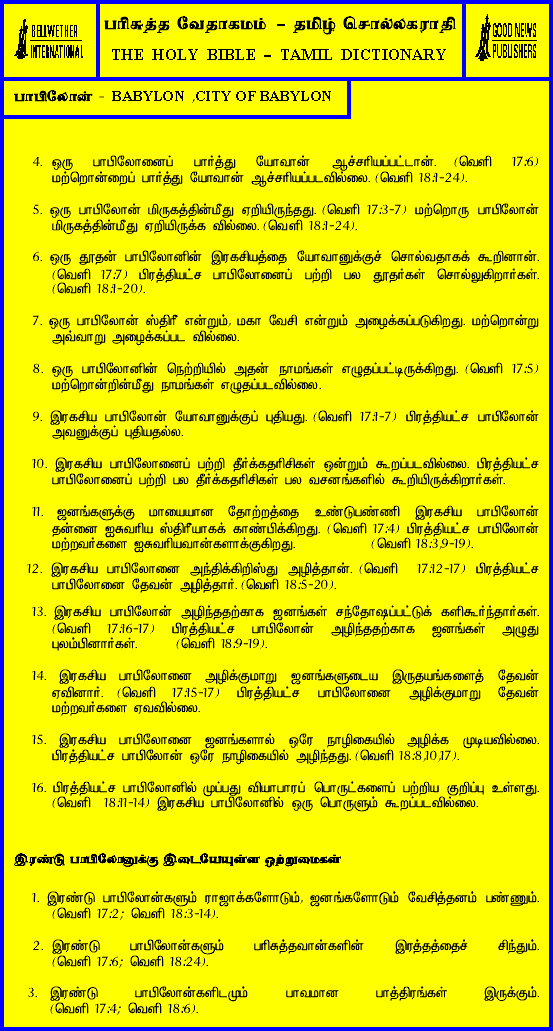 BELLWETHER
INTERNATIONAL
பரிசுத்த வேதாகமம் – தமிழ் சொல்லகராதி
THE HOLY BIBLE – TAMIL DICTIONARY
GOOD NEWS
PUBLISHERS
பாபிலோன் - BABYLON ,CITY OF BABYLON
4. ஒரு பாபிலோனைப் பார்த்து யோவான் ஆச்சரியப்பட்டான். (வெளி 17:6)
மற்றொன்றைப் பார்த்து யோவான் ஆச்சரியப்படவில்லை. (வெளி 18:1-24).
5. ஒரு பாபிலோன் மிருகத்தின்மீது ஏறியிருந்தது. (வெளி 17:3-7) மற்றொரு பாபிலோன்
மிருகத்தின்மீது ஏறியிருக்க வில்லை. (வெளி 18:1-24).
6. ஒரு தூதன் பாபிலோனின் இரகசியத்தை யோவானுக்குச் சொல்வதாகக் கூறினான்.
(வெளி 17:7) பிரத்தியட்ச பாபிலோனைப் பற்றி பல தூதர்கள் சொல்லுகிறார்கள்.
(வெளி 18:1-20).
7. ஒரு பாபிலோன் ஸ்திரீ என்றும், மகா வேசி என்றும் அழைக்கப்படுகிறது. மற்றொன்று
அவ்வாறு அழைக்கப்பட வில்லை.
8. ஒரு பாபிலோனின் நெற்றியில் அதன் நாமங்கள் எழுதப்பட்டிருக்கிறது. (வெளி 17:5)
மற்றொன்றின்மீது நாமங்கள் எழுதப்படவில்லை.
9. இரகசிய பாபிலோன் யோவானுக்குப் புதியது. (வெளி 17:1-7) பிரத்தியட்ச பாபிலோன்
அவனுக்குப் புதியதல்ல.
10. இரகசிய பாபிலோனைப் பற்றி தீர்க்கதரிசிகள் ஒன்றும் கூறப்படவில்லை. பிரத்தியட்ச
பாபிலோனைப் பற்றி பல தீர்க்கதரிசிகள் பல வசனங்களில் கூறியிருக்கிறார்கள்.
11. ஜனங்களுக்கு மாயையான தோற்றத்தை உண்டுபண்ணி இரகசிய பாபிலோன்
தன்னை ஐசுவரிய ஸ்திரீயாகக் காண்பிக்கிறது. (வெளி 17:4) பிரத்தியட்ச பாபிலோன்
மற்றவர்களை ஐசுவரியவான்களாக்குகிறது. (வெளி 18:3,9-19).
12. இரகசிய பாபிலோனை அந்திக்கிறிஸ்து அழித்தான். (வெளி 17:12-17) பிரத்தியட்ச
பாபிலோனை தேவன் அழித்தார். (வெளி 18:5-20).
13. இரகசிய பாபிலோன் அழிந்ததற்காக ஜனங்கள் சந்தோஷப்பட்டுக் களிகூர்ந்தார்கள்.
(வெளி 17:16-17) பிரத்தியட்ச பாபிலோன் அழிந்ததற்காக ஜனங்கள் அழுது
புலம்பினார்கள். (வெளி 18:9-19).
14. இரகசிய பாபிலோனை அழிக்குமாறு ஜனங்களுடைய இருதயங்களைத் தேவன்
ஏவினார். (வெளி 17:15-17) பிரத்தியட்ச பாபிலோனை அழிக்குமாறு தேவன்
மற்றவர்களை ஏவவில்லை.
15. இரகசிய பாபிலோனை ஜனங்களால் ஒரே நாழிகையில் அழிக்க முடியவில்லை.
பிரத்தியட்ச பாபிலோன் ஒரே நாழிகையில் அழிந்தது. (வெளி 18:8,10,17).
16. பிரத்தியட்ச பாபிலோனில் முப்பது வியாபாரப் பொருட்களைப் பற்றிய குறிப்பு உள்ளது.
(வெளி 18:11-14) இரகசிய பாபிலோனில் ஒரு பொருளும் கூறப்படவில்லை.
இரண்டு பாபிலோனுக்கு இடையேயுள்ள ஒற்றுமைகள்
1. இரண்டு பாபிலோன்களும் ராஜாக்களோடும், ஜனங்களோடும் வேசித்தனம் பண்ணும்.
(வெளி 17:2; வெளி 18:3-14).
2. இரண்டு பாபிலோன்களும் பரிசுத்தவான்களின் இரத்தத்தைச் சிந்தும்.
(வெளி 17:6; வெளி 18:24).
3. இரண்டு பாபிலோன்களிடமும் பாவமான பாத்திரங்கள் இருக்கும்.
(வெளி 17:4; வெளி 18:6).